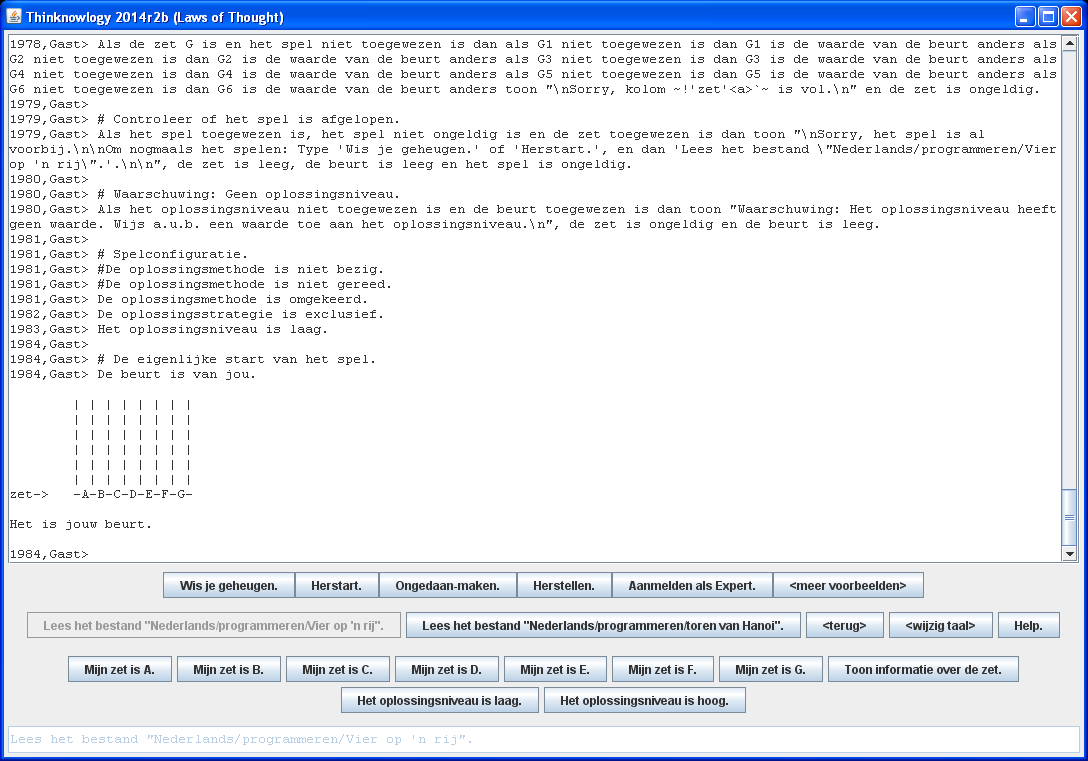 Thinknowlogy 2014r2b (Laws of Thought)
1978,Gast> Als de zet G is en het spel niet toegewezen is dan als G1 niet toegewezen is dan G1 is de waarde van de beurt anders als
G2 niet toegewezen is dan G2 is de waarde van de beurt anders als G3 niet toegewezen is dan G3 is de waarde van de beurt anders als
G4 niet toegewezen is dan G4 is de waarde van de beurt anders als G5 niet toegewezen is dan G5 is de waarde van de beurt anders als
G6 niet toegewezen is dan G6 is de waarde van de beurt anders toon "\nSorry, kolom ~!'zet'<a>`~ is vol.\n" en de zet is ongeldig.
1979,Gast>
1979,Gast> # Controleer of het spel is afgelopen.
1979,Gast> Als het spel toegewezen is, het spel niet ongeldig is en de zet toegewezen is dan toon "\nSorry, het spel is al
voorbij.\n\nOm nogmaals het spelen: Type 'Wis je geheugen.' of 'Herstart.', en dan 'Lees het bestand \"Nederlands/programmeren/Vier
op 'n rij\".'.\n\n", de zet is leeg, de beurt is leeg en het spel is ongeldig.
1980,Gast>
1980,Gast> # Waarschuwing: Geen oplossingsniveau.
1980,Gast> Als het oplossingsniveau niet toegewezen is en de beurt toegewezen is dan toon "Waarschuwing: Het oplossingsniveau heeft
geen waarde. Wijs a.u.b. een waarde toe aan het oplossingsniveau.\n", de zet is ongeldig en de beurt is leeg.
1981,Gast>
1981,Gast> # Spelconfiguratie.
1981,Gast> #De oplossingsmethode is niet bezig.
1981,Gast> #De oplossingsmethode is niet gereed.
1981,Gast> De oplossingsmethode is omgekeerd.
1982,Gast> De oplossingsstrategie is exclusief.
1983,Gast> Het oplossingsniveau is laag.
1984,Gast>
1984,Gast> # De eigenlijke start van het spel.
1984,Gast> De beurt is van jou.
| | | | | | | |
| | | | | | | |
| | | | | | | |
| | | | | | | |
| | | | | | | |
| | | | | | | |
zet-> -A-B-C-D-E-F-G-
Het is jouw beurt.
1984,Gast>
Wis je geheugen. Herstart. Ongedaan-maken. Herstellen. Aanmelden als Expert. <meer voorbeelden>
Lees het bestand "Nederlands/programmeren/Vier op 'n rij". Lees het bestand "Nederlands/programmeren/toren van Hanoi". <terug> <wijzig taal> Help.
Mijn zet is A. Mijn zet is B. Mijn zet is C. Mijn zet is D. Mijn zet is E. Mijn zet is F. Mijn zet is G. Toon informatie over de zet.
Het oplossingsniveau is laag. Het oplossingsniveau is hoog.
Lees het bestand "Nederlands/programmeren/Vier op 'n rij".